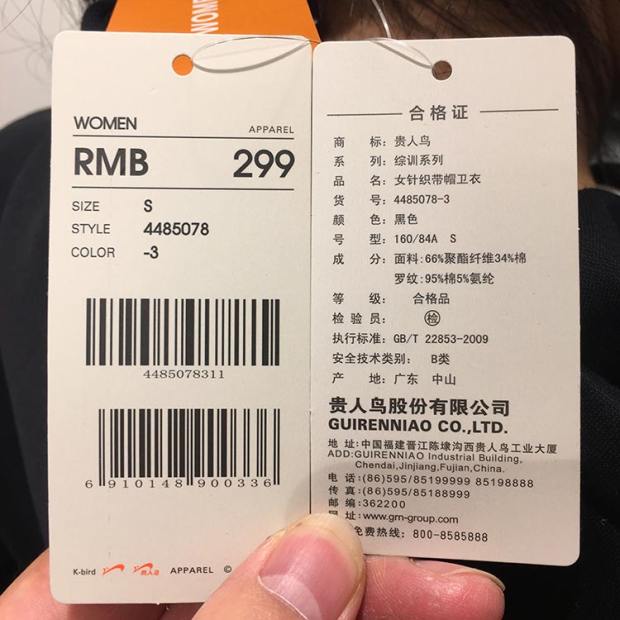 WOMEN
WOMEN
APPAREL
RMB 299
SIZE S
STYLE 4485078
COLOR -3
4485078311
6 910148 900336
K-bird 贵人鸟 APPAREL ©
合格证
商 标: 贵人鸟
系 列: 综训系列
品 名: 女针织带帽卫衣
货 号: 4485078-3
颜 色: 黑色
号 型: 160/84A S
成 分: 面料:66%聚酯纤维34%棉
罗纹:95%棉5%氨纶
等 级: 合格品
检 验 员: 检
执行标准: GB/T 22853-2009
安全技术类别: B类
产 地: 广东 中山
贵人鸟股份有限公司
GUIRENNIAO CO.,LTD.
地 址:中国福建晋江陈埭沟西贵人鸟工业大厦
ADD:GUIRENNIAO Industrial Building,
Chendai,Jinjiang,Fujian,China.
电 话:(86)595/85199999 85198888
传 真:(86)595/85188999
邮 编:362200
网 址:www.grn-group.com
免费热线: 800-8585888